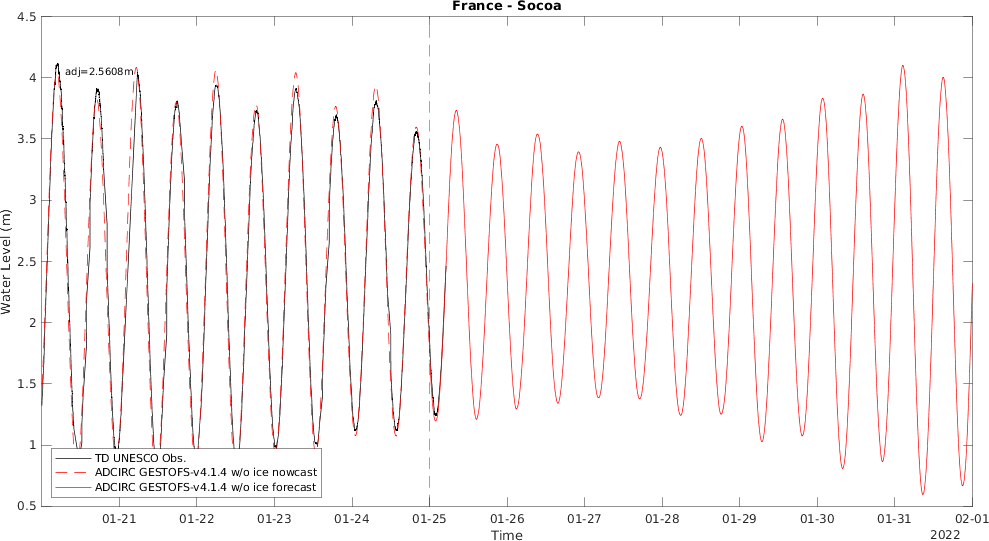 France - Socoa
4.5
4
3.5
3
2.5
2
1.5
1
0.5
Water Level (m)
adj=2.5608m
TD UNESCO Obs.
ADCIRC GESTOFS-v4.1.4 w/o ice nowcast
ADCIRC GESTOFS-v4.1.4 w/o ice forecast
01-21 01-22 01-23 01-24 01-25 01-26 01-27 01-28 01-29 01-30 01-31 02-01
Time
2022